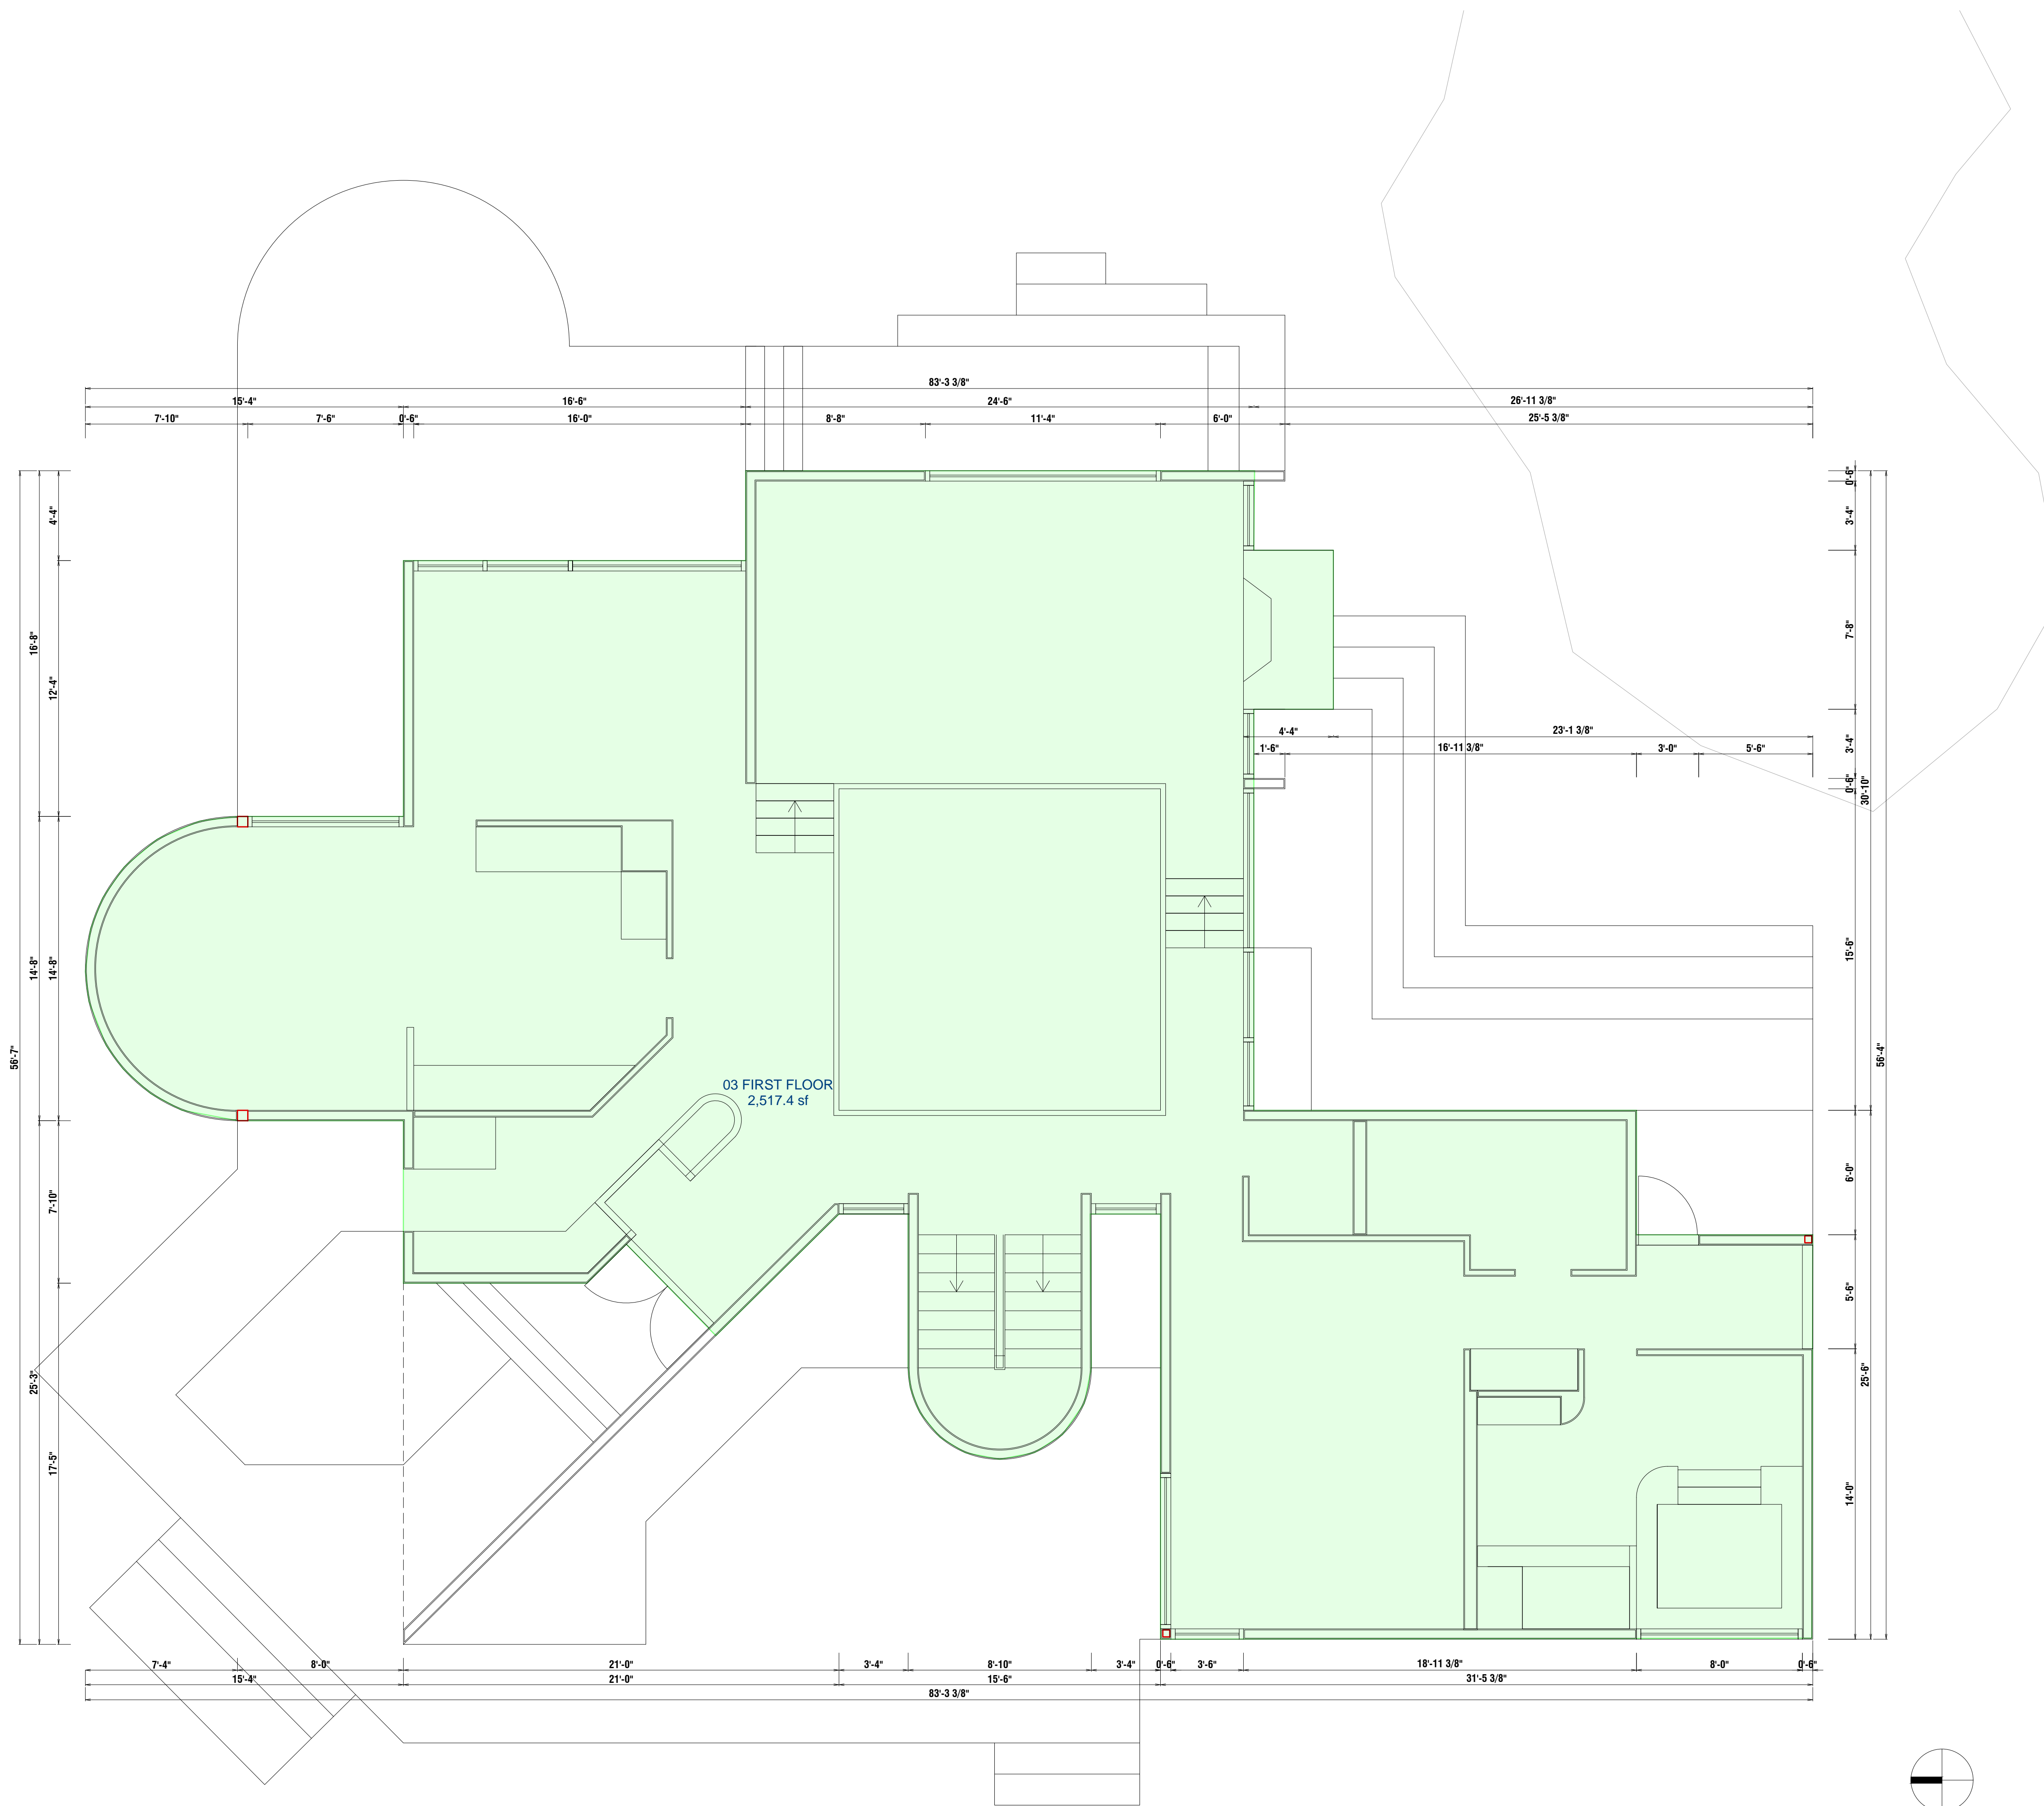 83'-3 3/8"
15'-4" 16'-6" 24'-6" 26'-11 3/8"
7'-10" 7'-6" 0'-6" 16'-0" 8'-8" 11'-4" 6'-0" 25'-5 3/8"
0'-6"
4'-4" 3'-4"
16'-8" 12'-4" 7'-8"
4'-4" 23'-1 3/8"
1'-6" 16'-11 3/8" 3'-0" 5'-6"
3'-4"
0'-6"
30'-10"
14'-8" 14'-8" 15'-6"
56'-7" 56'-4"
03 FIRST FLOOR
2,517.4 sf
7'-10" 6'-0"
5'-6"
25'-3" 25'-6"
17'-5" 14'-0"
7'-4" 8'-0" 21'-0" 3'-4" 8'-10" 3'-4" 0'-6" 3'-6" 18'-11 3/8" 8'-0" 0'-6"
15'-4" 21'-0" 15'-6" 31'-5 3/8"
83'-3 3/8"